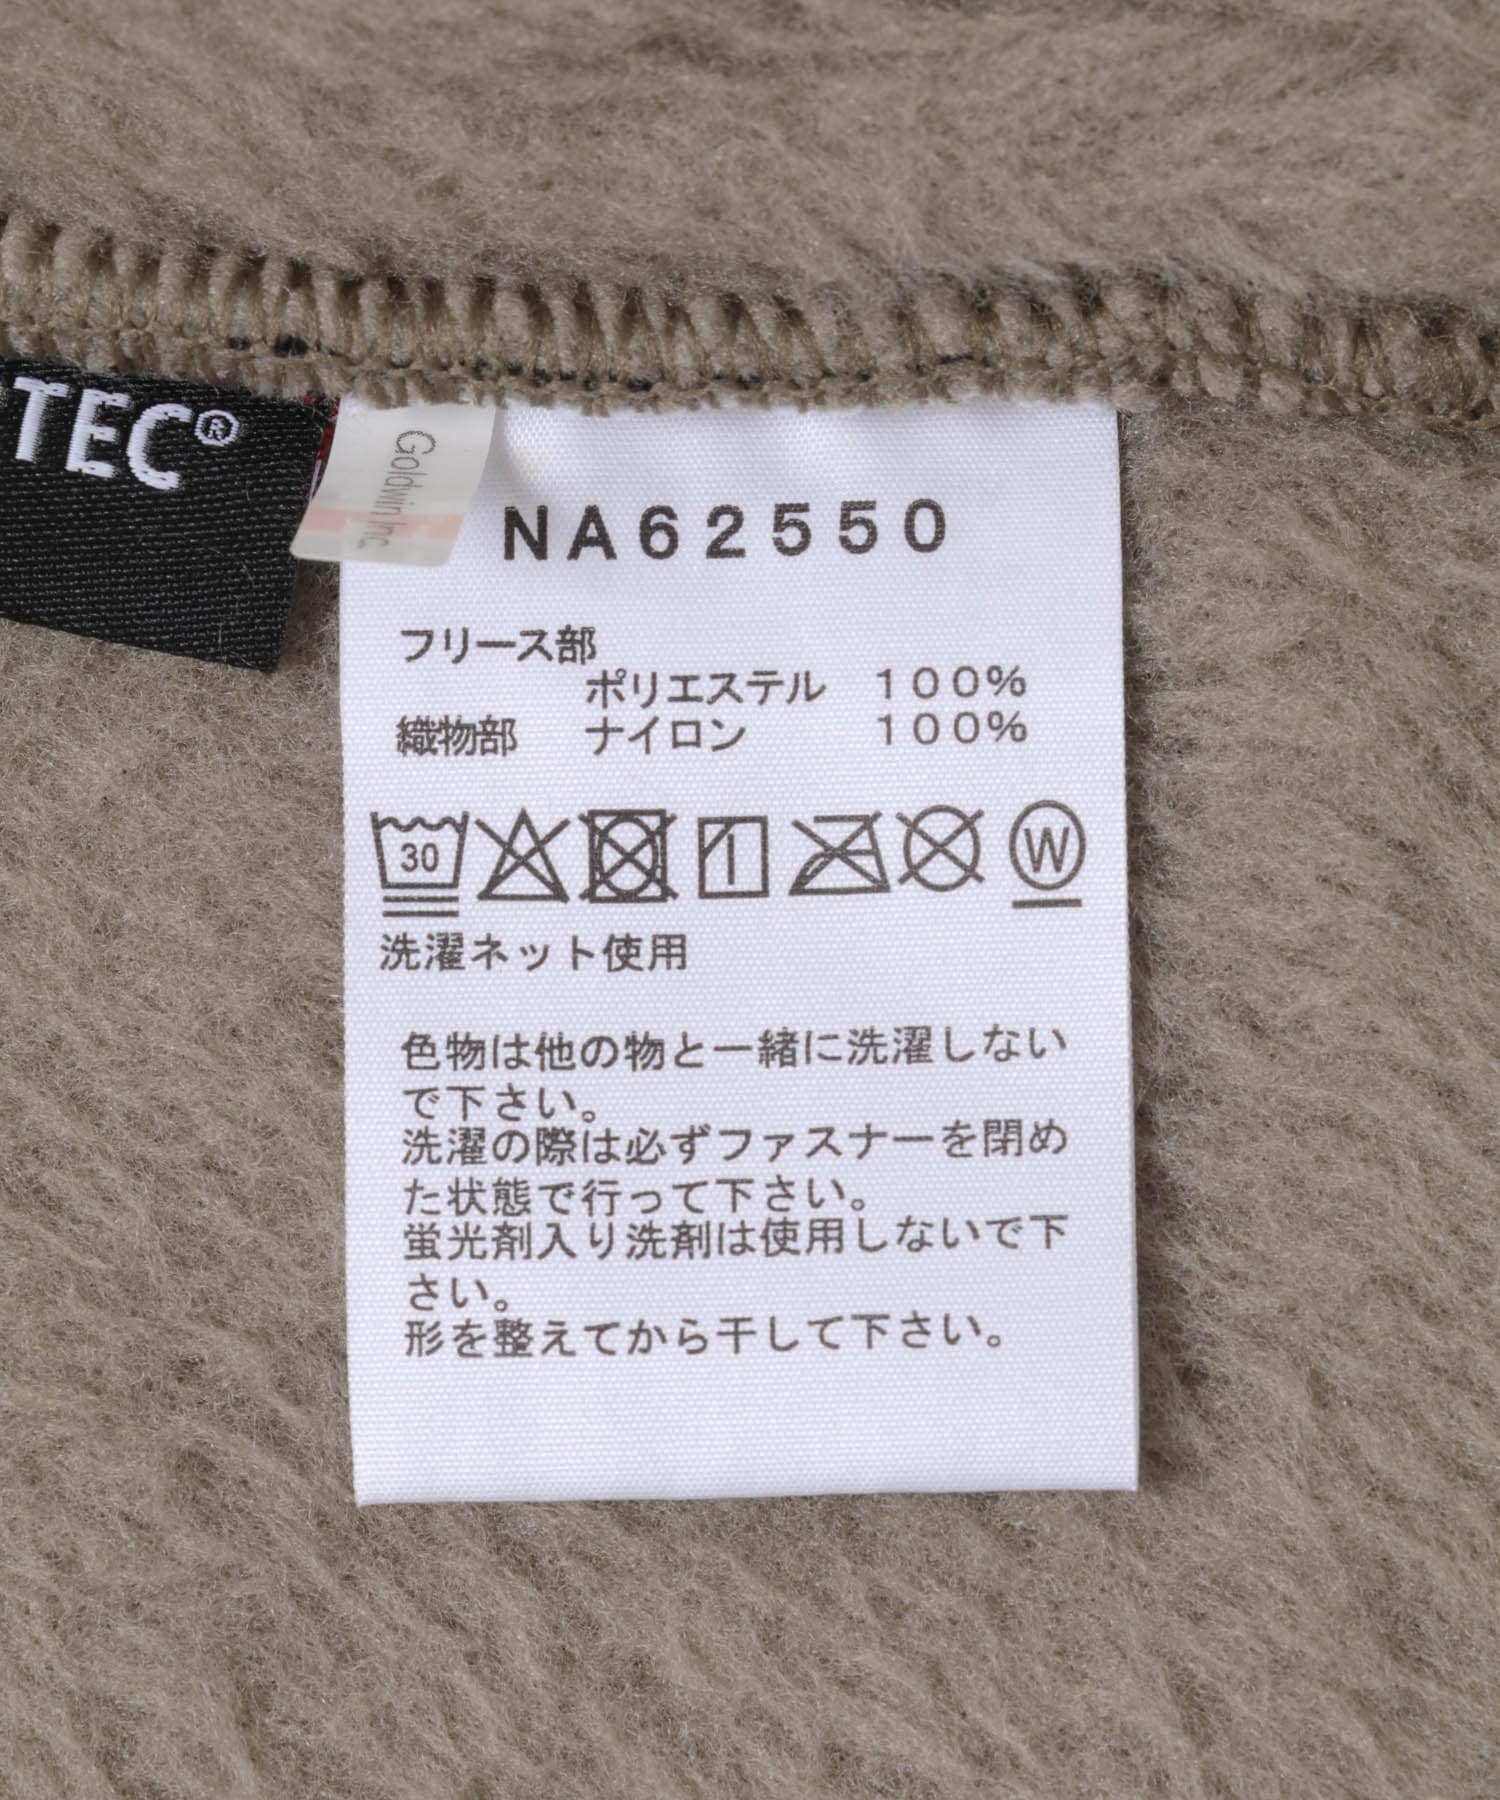 TEC®
Goldwin Inc.
NA62550
フリース部
ポリエステル 100%
織物部 ナイロン 100%
30
W
洗濯ネット使用
色物は他の物と一緒に洗濯しない
で下さい。
洗濯の際は必ずファスナーを閉め
た状態で行って下さい。
蛍光剤入り洗剤は使用しないで下
さい。
形を整えてから干して下さい。